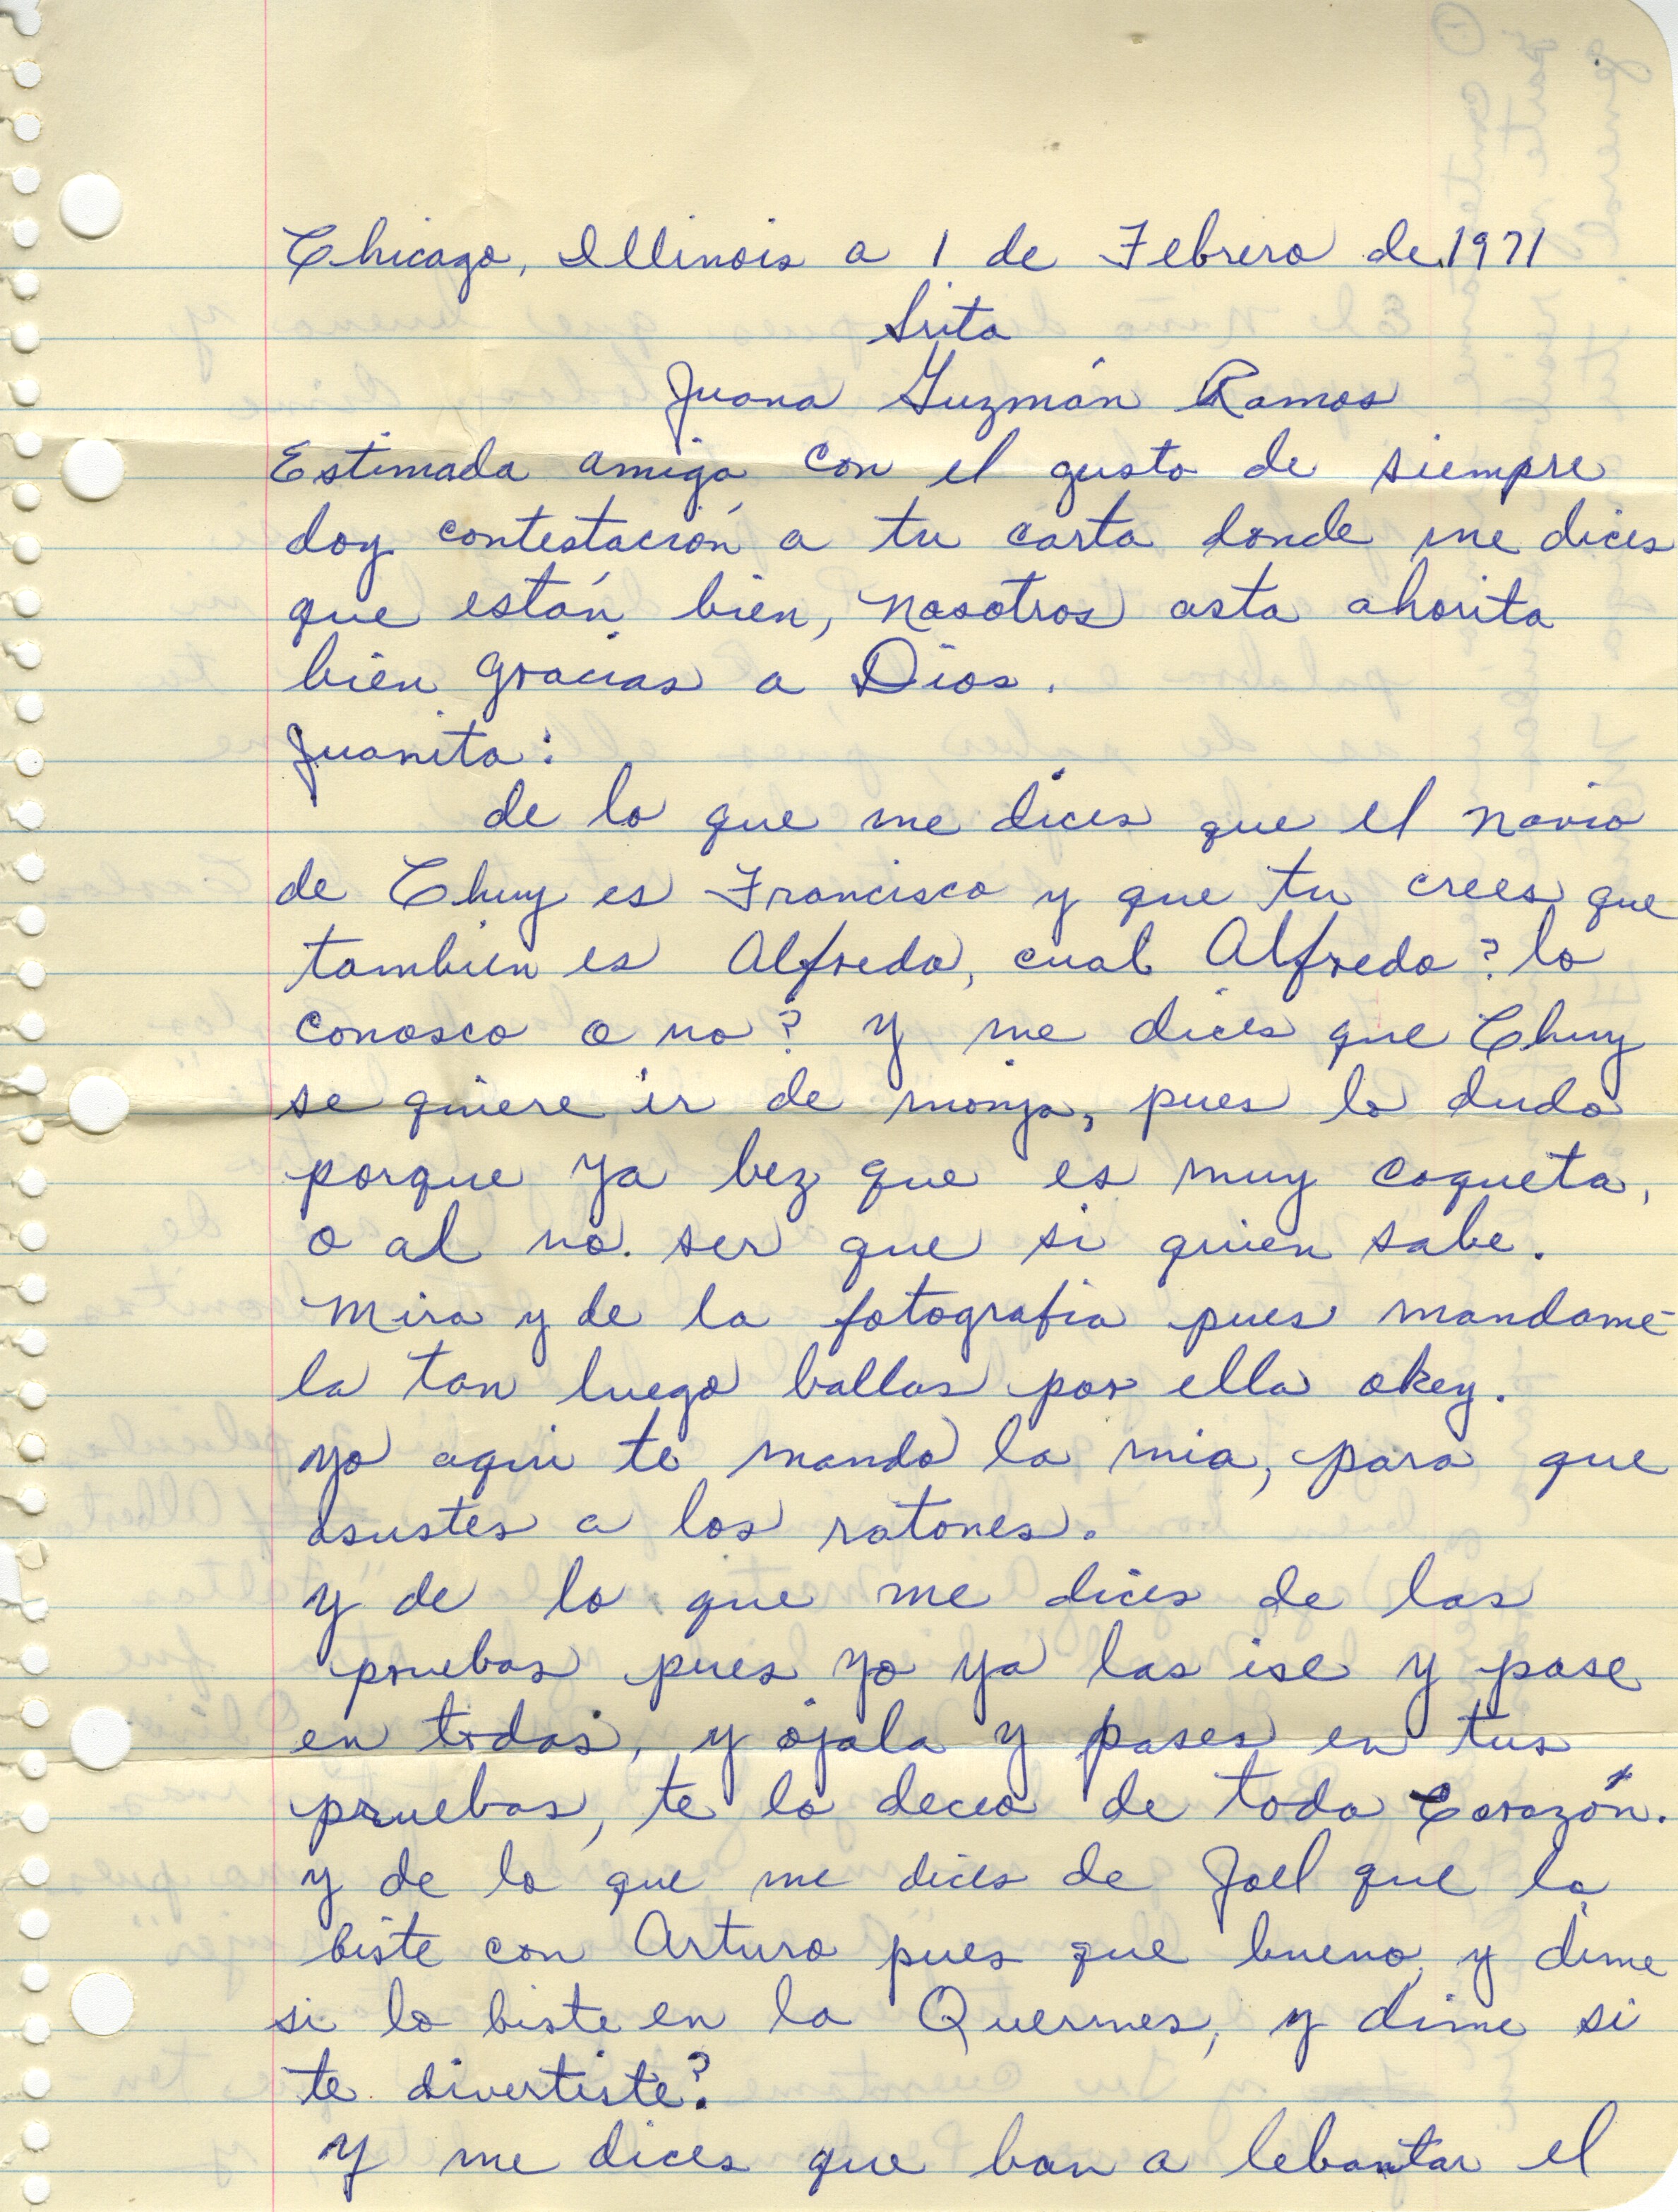 Chicago, Illinois a 1 de Febrero de 1971
Srita
Juana Guzmán Ramos
Estimada amiga con el gusto de siempre
doy contestación a tu carta donde me dices
que están bien, nosotros asta ahorita
bien gracias a Dios.
Juanita:
de lo que me dices que el novio
de Chuy es Francisco y que tu crees que
tambien es Alfredo, cual Alfredo? lo
conosco o no? y me dices que Chuy
se quiere ir de monja, pues lo dudo
porque ya bez que es muy coqueta,
o al no ser que si quien sabe.
Mira y de la fotografia pues mandame-
la tan luego ballas por ella okey.
yo aqui te mando la mia, para que
asustes a los ratones.
y de lo que me dices de las
pruebas pues yo ya las ise y pase
en todas, y ojala y pases en tus
pruebas, te lo deceo de todo Corazón.
y de lo que me dices de Joel que lo
biste con Arturo pues que bueno, y dime
si lo biste en la Quermes, y dime si
te divertiste?
Y me dices que ban a lebantar el